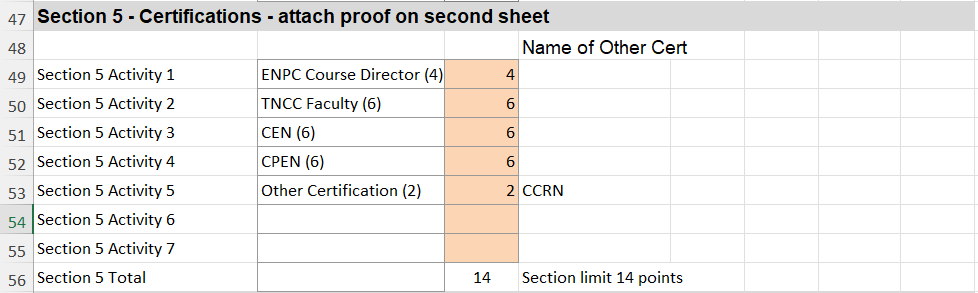 47 Section 5 - Certifications - attach proof on second sheet
48 Name of Other Cert
49 Section 5 Activity 1 ENPC Course Director (4) 4
50 Section 5 Activity 2 TNCC Faculty (6) 6
51 Section 5 Activity 3 CEN (6) 6
52 Section 5 Activity 4 CPEN (6) 6
53 Section 5 Activity 5 Other Certification (2) 2 CCRN
54 Section 5 Activity 6
55 Section 5 Activity 7
56 Section 5 Total 14 Section limit 14 points